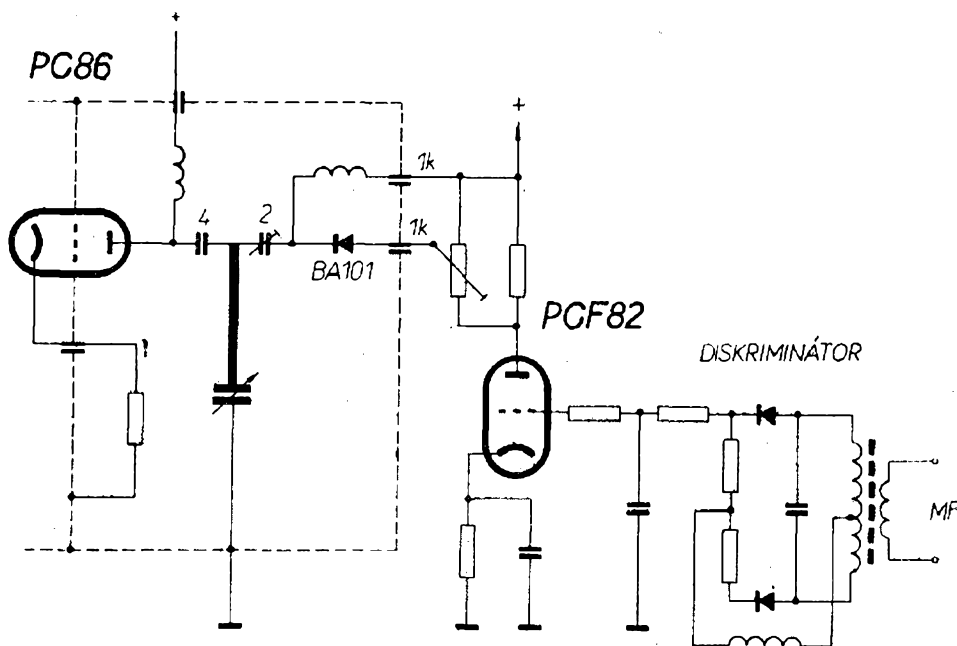 +
PC86
+
1k
4
2
1k
BA101
PCF82
DISKRIMINÁTOR
MF